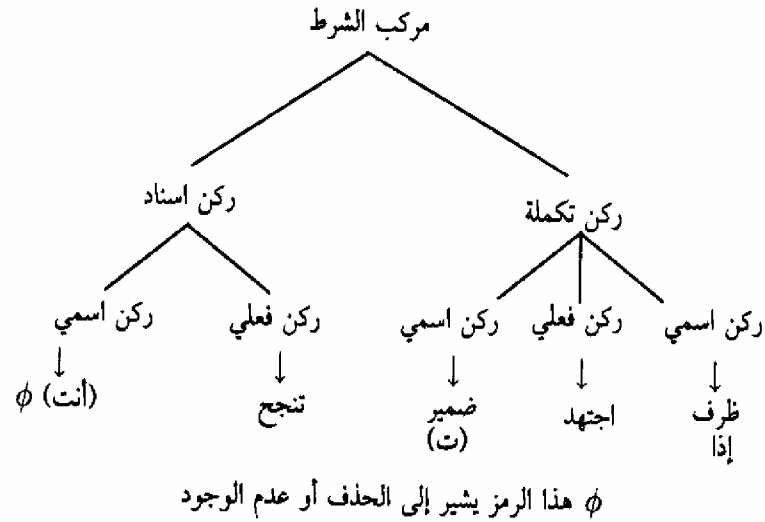 مركب الشرط
ركن تكملة ركن اسناد
ركن اسمي ركن فعلي ركن اسمي ركن فعلي ركن اسمي
↓ ↓ ↓ ↓ ↓
ظرف اجتهد ضمير تنجح (أنت) ϕ
إذا (ت)
ϕ هذا الرمز يشير إلى الحذف أو عدم الوجود